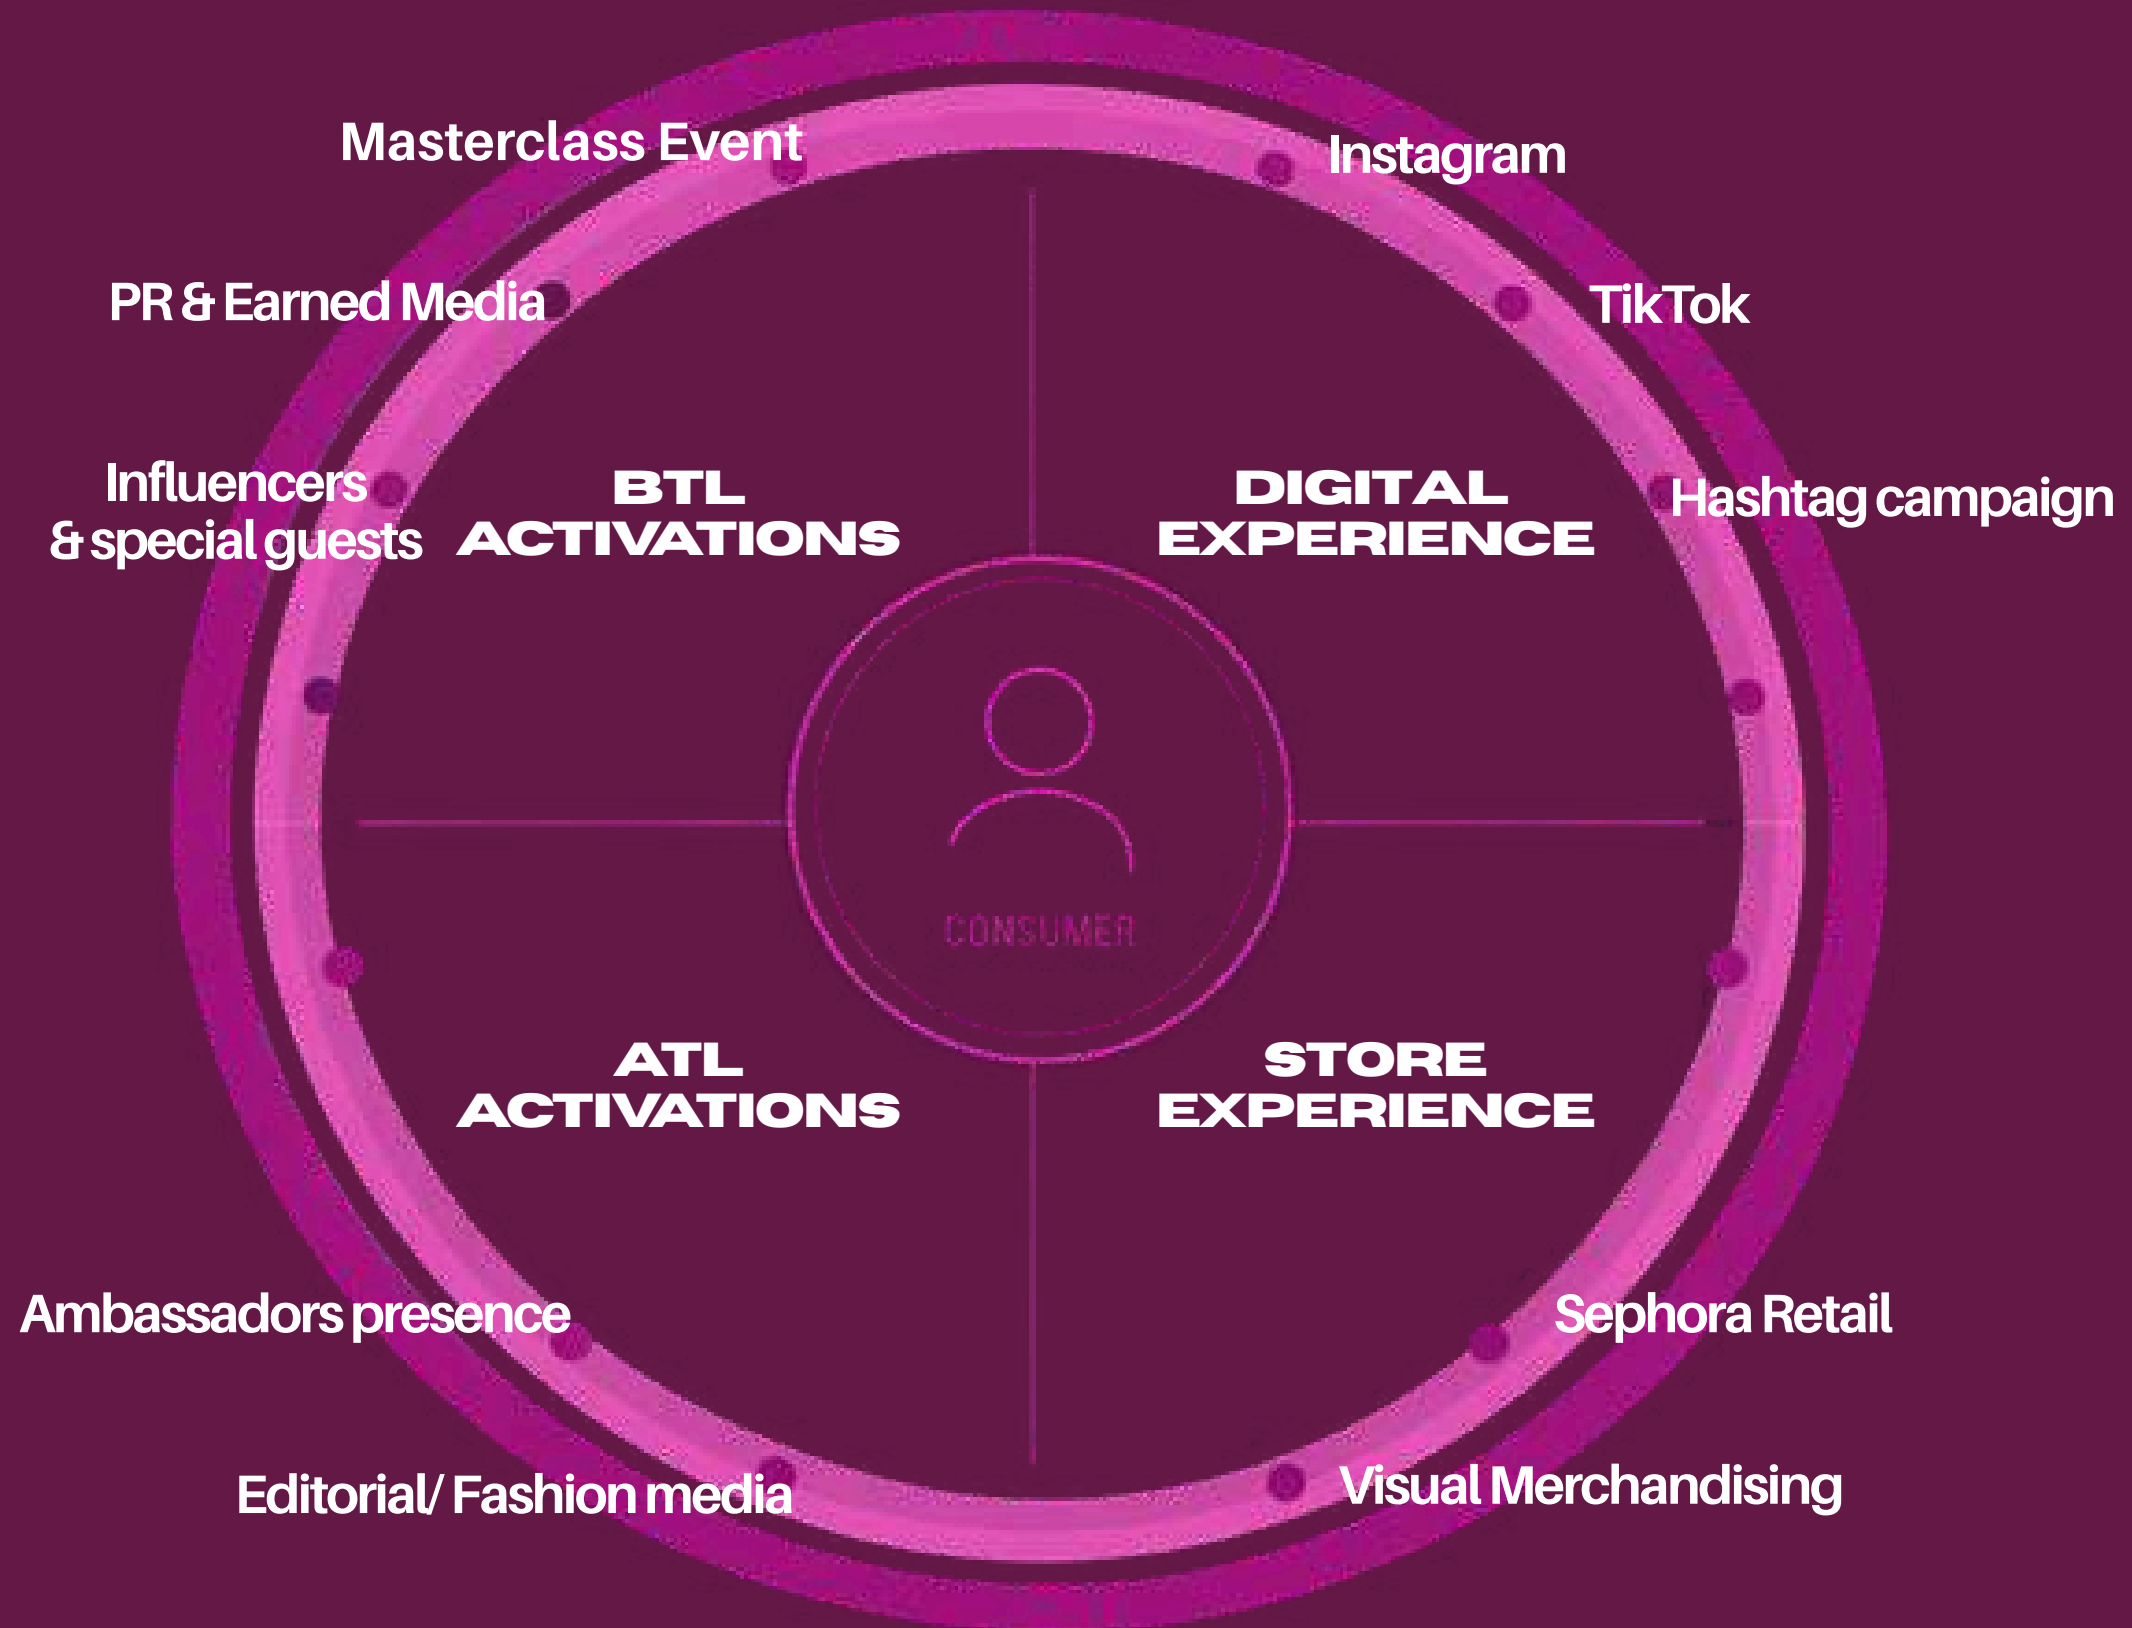 Masterclass Event
Instagram
PR & Earned Media
TikTok
Influencers
& special guests
Hashtag campaign
BTL
ACTIVATIONS
DIGITAL
EXPERIENCE
CONSUMER
ATL
ACTIVATIONS
STORE
EXPERIENCE
Ambassadors presence
Sephora Retail
Editorial/ Fashion media
Visual Merchandising